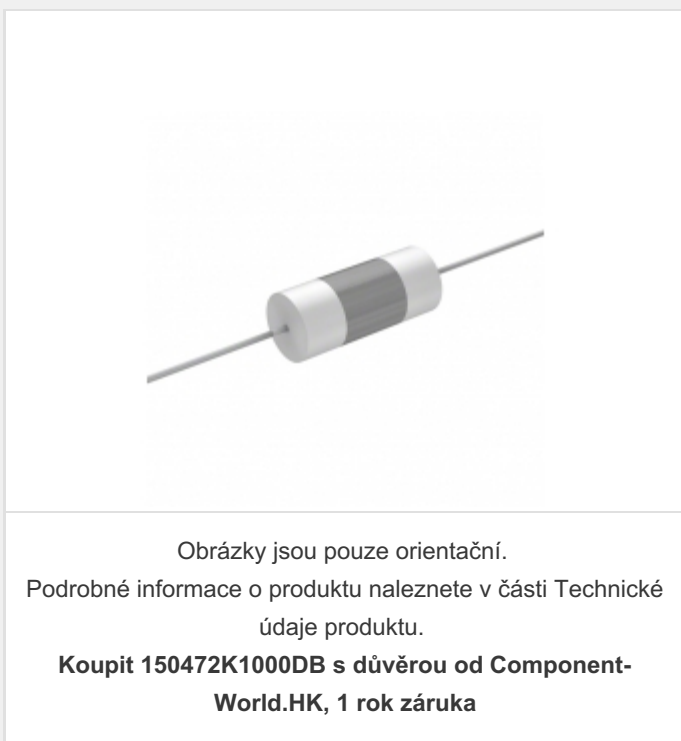 Obrázky jsou pouze orientační.
Podrobné informace o produktu naleznete v části Technické
údaje produktu.
Koupit 150472K1000DB s důvěrou od Component-
World.HK, 1 rok záruka